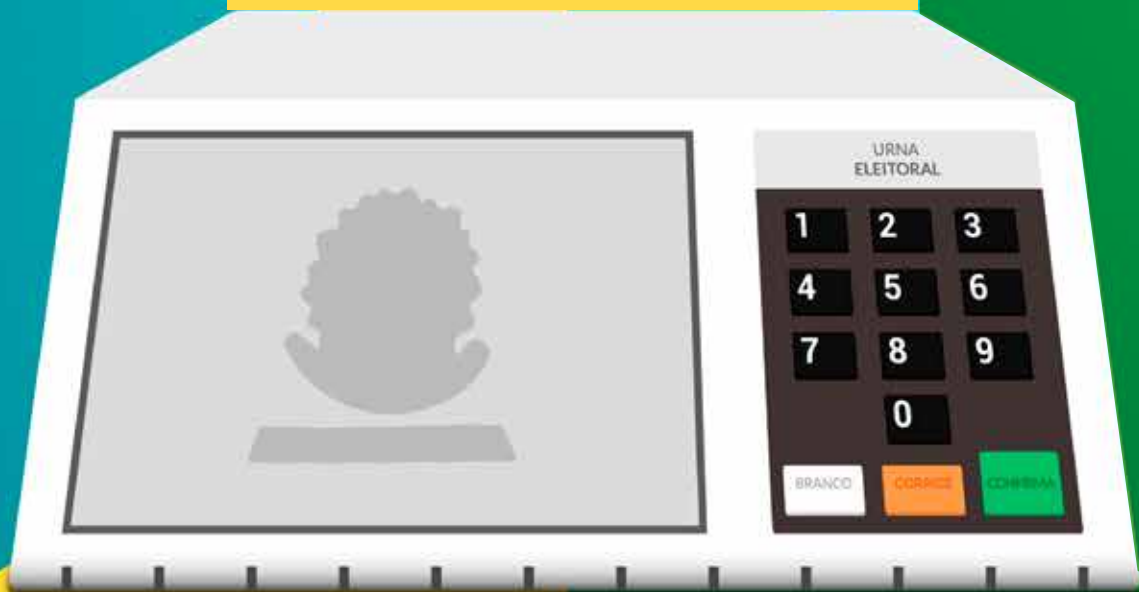 URNA
ELEITORAL
1 2 3
4 5 6
7 8 9
0
BRANCO CORRIGE CONFIRMA